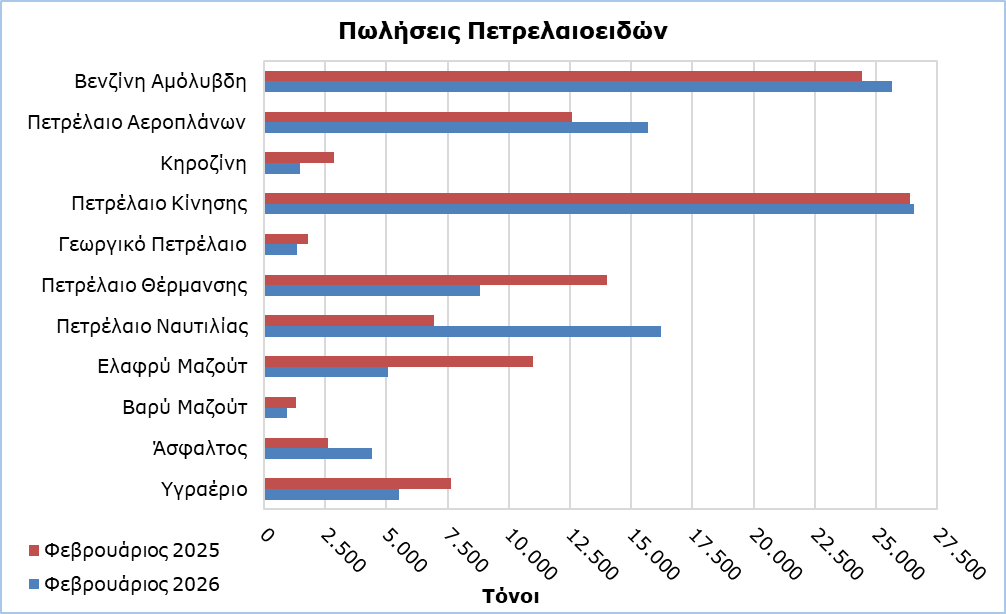 Πωλήσεις Πετρελαιοειδών
Βενζίνη Αμόλυβδη
Πετρέλαιο Αεροπλάνων
Κηροζίνη
Πετρέλαιο Κίνησης
Γεωργικό Πετρέλαιο
Πετρέλαιο Θέρμανσης
Πετρέλαιο Ναυτιλίας
Ελαφρύ Μαζούτ
Βαρύ Μαζούτ
Άσφαλτος
Υγραέριο
0 2.500 5.000 7.500 10.000 12.500 15.000 17.500 20.000 22.500 25.000 27.500
Φεβρουάριος 2025
Φεβρουάριος 2026
Τόνοι